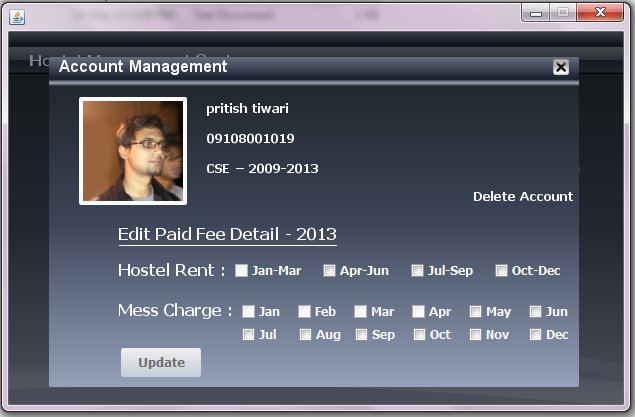 Account Management
pritish tiwari
09108001019
CSE – 2009-2013
Delete Account
Edit Paid Fee Detail - 2013
Hostel Rent : Jan-Mar Apr-Jun Jul-Sep Oct-Dec
Mess Charge : Jan Feb Mar Apr May Jun
Jul Aug Sep Oct Nov Dec
Update